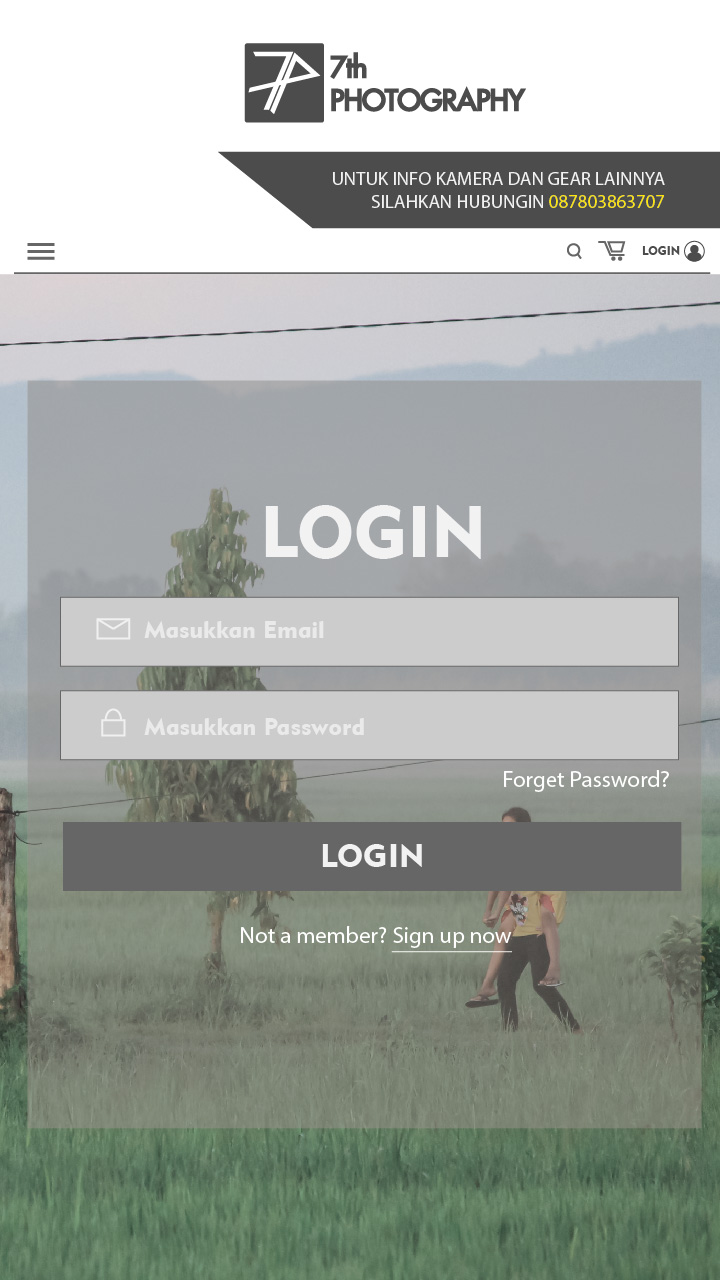 7th
PHOTOGRAPHY
UNTUK INFO KAMERA DAN GEAR LAINNYA
SILAHKAN HUBUNGIN 087803863707
LOGIN
LOGIN
Masukkan Email
Masukkan Password
Forget Password?
LOGIN
Not a member? Sign up now